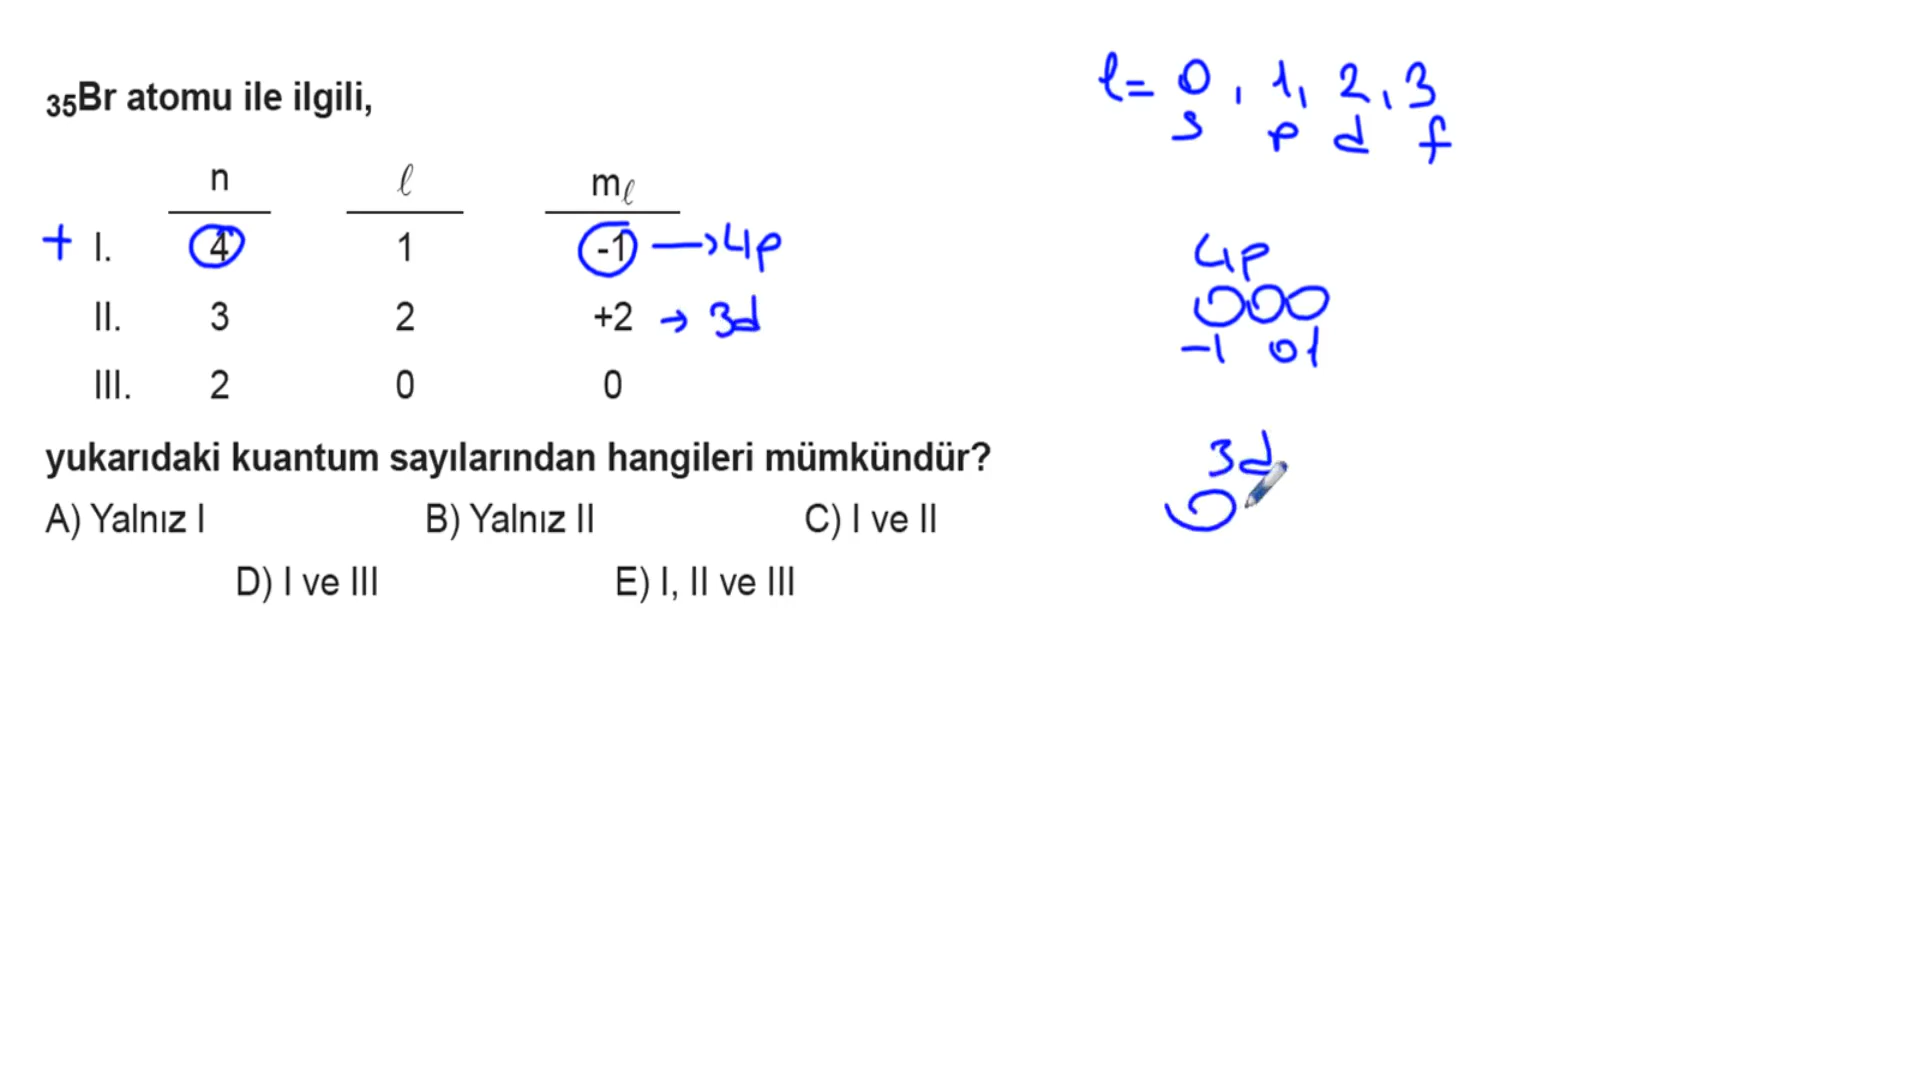 ₃₅Br atomu ile ilgili,
n ℓ mℓ
+ I. 4 1 -1 → 4p
II. 3 2 +2 → 3d
III. 2 0 0
yukarıdaki kuantum sayılarından hangileri mümkündür?
A) Yalnız I B) Yalnız II C) I ve II
D) I ve III E) I, II ve III
ℓ= 0, 1, 2, 3
s p d f
4p
-1 0 1
3d